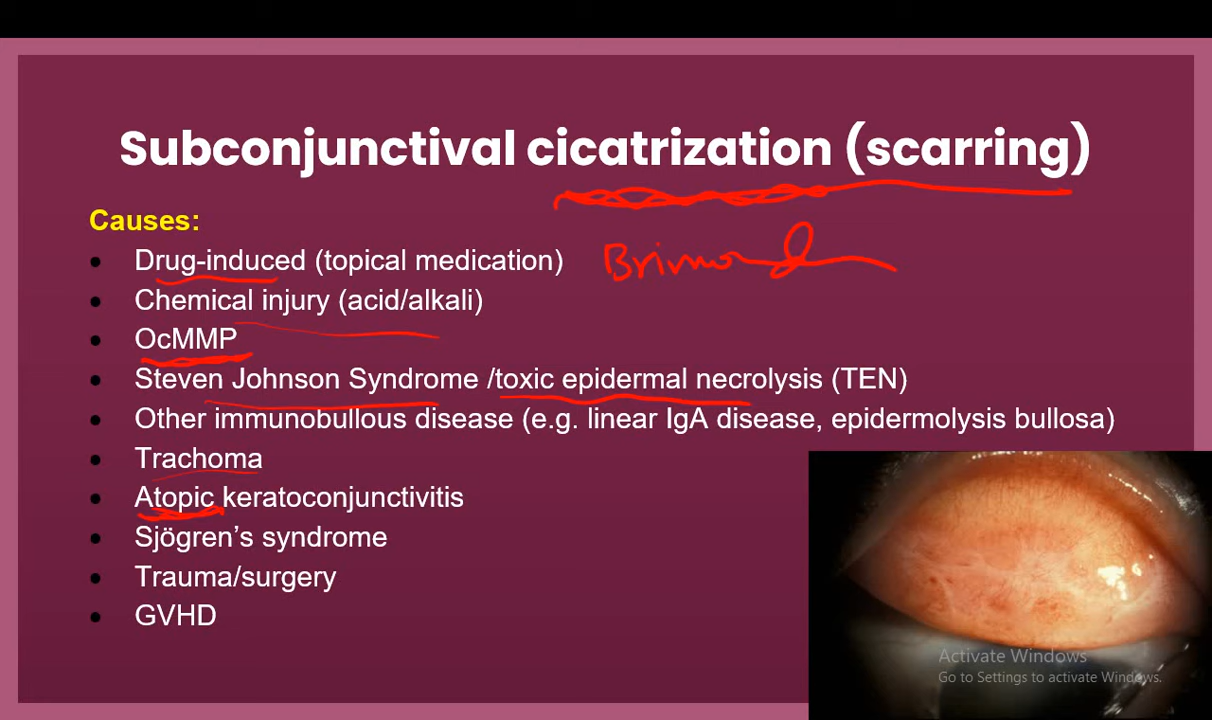 Subconjunctival cicatrization (scarring)
Causes:
• Drug-induced (topical medication)
• Chemical injury (acid/alkali)
• OcMMP
• Steven Johnson Syndrome /toxic epidermal necrolysis (TEN)
• Other immunobullous disease (e.g. linear IgA disease, epidermolysis bullosa)
• Trachoma
• Atopic keratoconjunctivitis
• Sjögren’s syndrome
• Trauma/surgery
• GVHD
Activate Windows
Go to Settings to activate Windows.